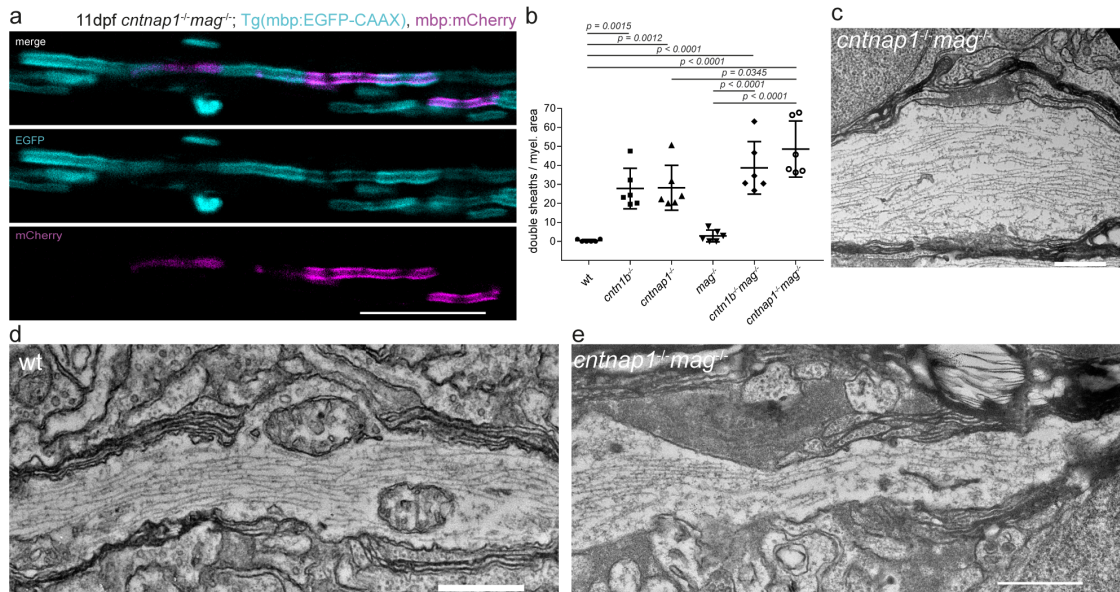 a
11dpf cntnap1-/-mag-/-; Tg(mbp:EGFP-CAAX), mbp:mCherry
merge
EGFP
mCherry
b
p = 0.0015
p = 0.0012
p < 0.0001
p < 0.0001
p = 0.0345
p < 0.0001
p < 0.0001
double sheaths / myel. area
70
60
50
40
30
20
10
0
wt
cntn1b-/-
cntnap1-/-
mag-/-
cntn1b-/-mag-/-
cntnap1-/-mag-/-
c
cntnap1-/-mag-/-
d
wt
e
cntnap1-/-mag-/-